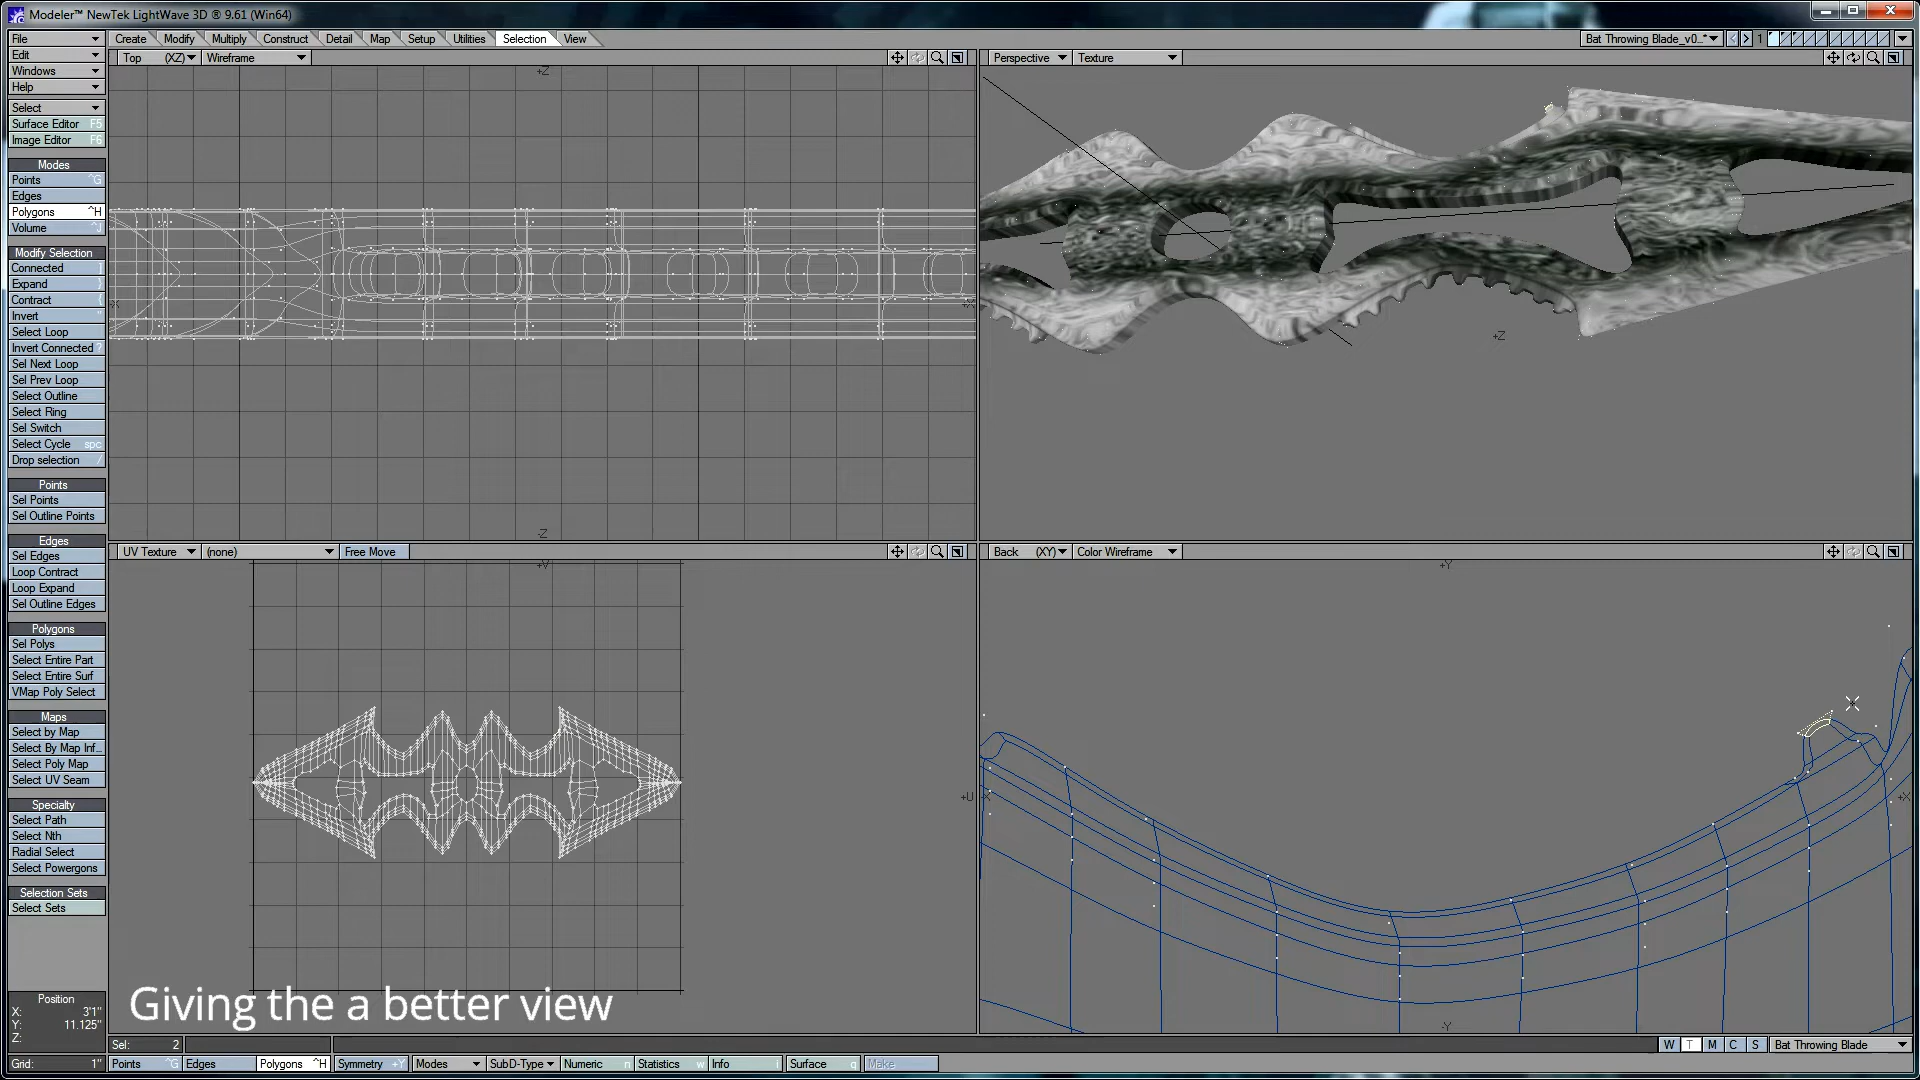 Modeler™ NewTek LightWave 3D ® 9.61 (Win64)
File
Create Modify Multiply Construct Detail Map Setup Utilities Selection View
Bat Throwing Blade_v0...* 1
Edit
Windows
Help
Top (XZ) Wireframe
Perspective Texture
Select
Surface Editor F5
Image Editor F6
Modes
Points ^G
Edges
Polygons ^H
Volume ^J
Modify Selection
Connected ]
Expand }
Contract {
Invert "
Select Loop
Invert Connected ?
Sel Next Loop
Sel Prev Loop
Select Outline
Select Ring
Sel Switch
Select Cycle spc
Drop selection /
Points
Sel Points
Sel Outline Points
Edges
Sel Edges
Loop Contract
Loop Expand
Sel Outline Edges
Polygons
Sel Polys
Select Entire Part
Select Entire Surf
VMap Poly Select
Maps
Select by Map
Select By Map Inf...
Select Poly Map
Select UV Seam
Specialty
Select Path
Select Nth
Radial Select
Select Powergons
Selection Sets
Select Sets
+Z
-Z
+Z
UV Texture (none) Free Move
Back (XY) Color Wireframe
+V
+Y
+U
-X
+X
-Y
Giving the a better view
Position
X: 3'1"
Y: 11.125"
Z:
Sel: 2
W T M C S Bat Throwing Blade
Grid: 1"
Points ^G Edges Polygons ^H Symmetry +Y Modes SubD-Type Numeric n Statistics w Info i Surface q Make